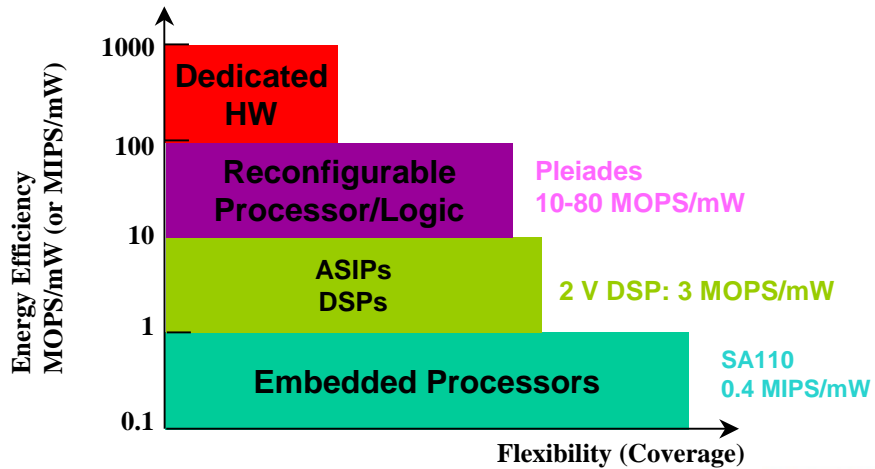 1000
100
10
1
0.1
Energy Efficiency
MOPS/mW (or MIPS/mW)
Dedicated
HW
Reconfigurable
Processor/Logic
Pleiades
10-80 MOPS/mW
ASIPs
DSPs
2 V DSP: 3 MOPS/mW
Embedded Processors
SA110
0.4 MIPS/mW
Flexibility (Coverage)